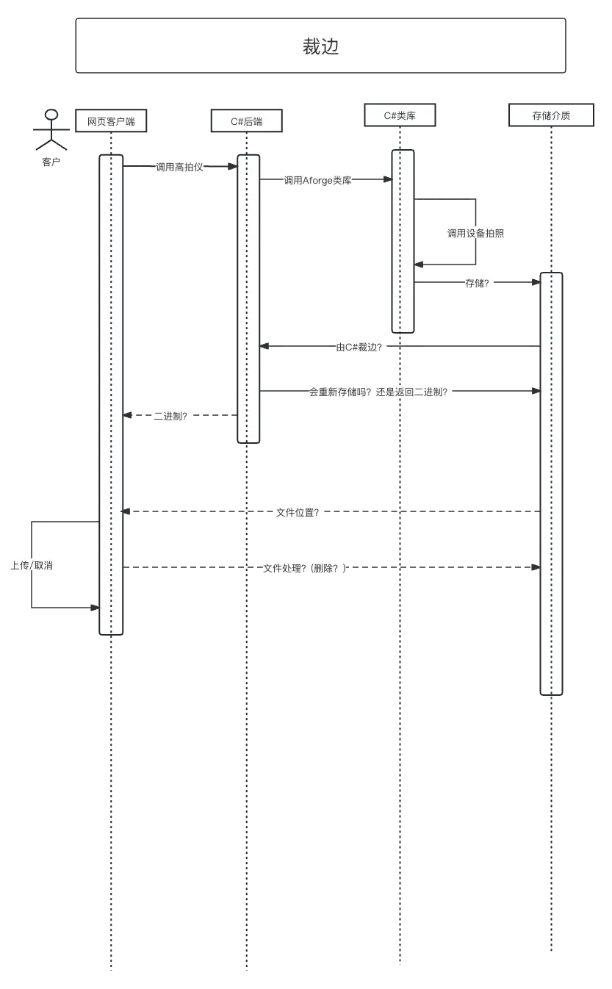 裁边
网页客户端
C#后端
C#类库
存储介质
客户
调用高拍仪
调用Aforge类库
调用设备拍照
存储?
由C#裁边?
会重新存储吗? 还是返回二进制?
二进制?
文件位置?
上传/取消
文件处理? (删除? )